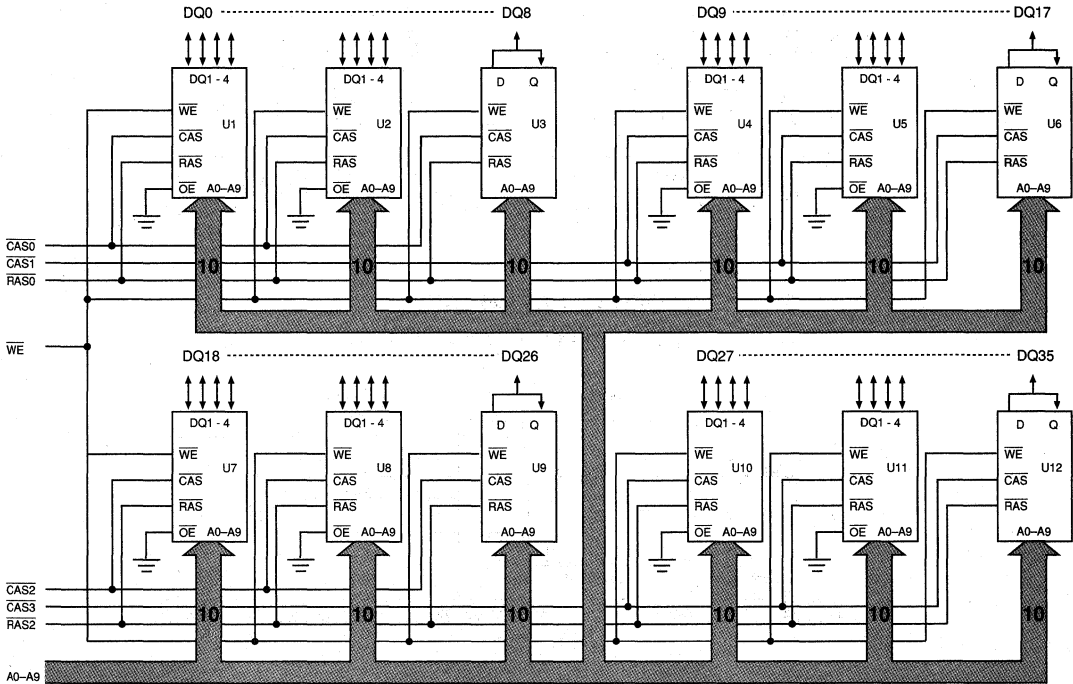 DQ0 DQ8 DQ9 DQ17
DQ1 - 4 DQ1 - 4 D Q DQ1 - 4 DQ1 - 4 D Q
WE WE WE WE WE WE
U1 U2 U3 U4 U5 U6
CAS CAS CAS CAS CAS CAS
RAS RAS RAS RAS RAS RAS
OE A0–A9 OE A0–A9 A0–A9 OE A0–A9 OE A0–A9 A0–A9
CAS0
CAS1 10 10 10 10 10 10
RAS0
WE
DQ18 DQ26 DQ27 DQ35
DQ1 - 4 DQ1 - 4 D Q DQ1 - 4 DQ1 - 4 D Q
WE WE WE WE WE WE
U7 U8 U9 U10 U11 U12
CAS CAS CAS CAS CAS CAS
RAS RAS RAS RAS RAS RAS
OE A0–A9 OE A0–A9 A0–A9 OE A0–A9 OE A0–A9 A0–A9
CAS2
CAS3 10 10 10 10 10 10
RAS2
A0–A9